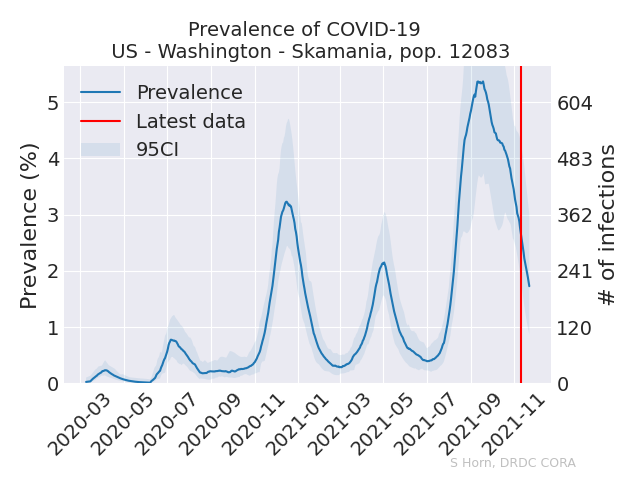 Prevalence of COVID-19
US - Washington - Skamania, pop. 12083
Prevalence
Latest data
95CI
Prevalence (%)
5
4
3
2
1
0
604
483
362
241
120
0
# of infections
2020-03
2020-05
2020-07
2020-09
2020-11
2021-01
2021-03
2021-05
2021-07
2021-09
2021-11
S Horn, DRDC CORA